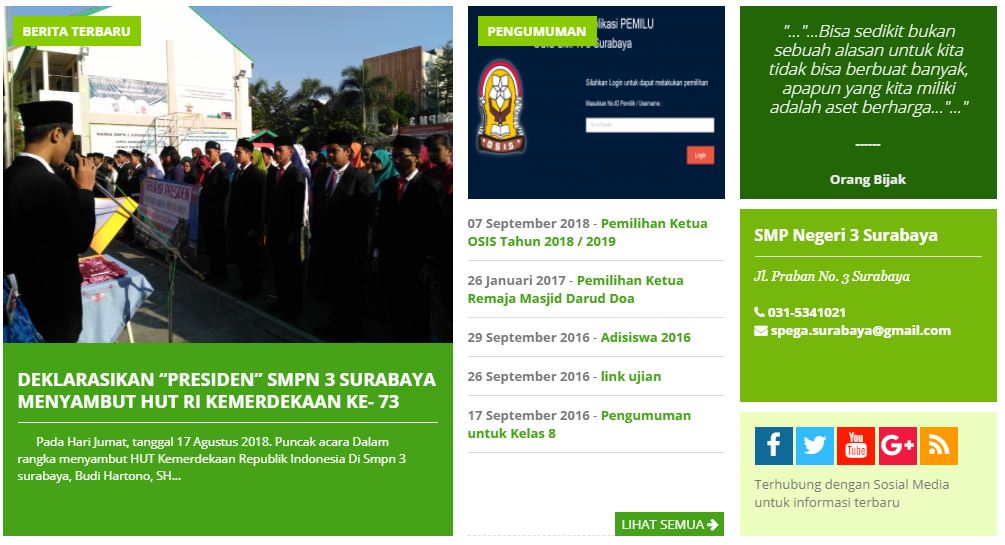 BERITA TERBARU
DEKLARASIKAN “PRESIDEN” SMPN 3 SURABAYA
MENYAMBUT HUT RI KEMERDEKAAN KE- 73
Pada Hari Jumat, tanggal 17 Agustus 2018. Puncak acara Dalam
rangka menyambut HUT Kemerdekaan Republik Indonesia Di Smpn 3
surabaya, Budi Hartono, SH...
PENGUMUMAN
likasi PEMILU
OSIS SMPN 3 Surabaya
Silahkan Login untuk dapat melakukan pemilihan
Masukkan No.ID Pemilih / Username :
Login
OSIS
07 September 2018 - Pemilihan Ketua
OSIS Tahun 2018 / 2019
26 Januari 2017 - Pemilihan Ketua
Remaja Masjid Darud Doa
29 September 2016 - Adisiswa 2016
26 September 2016 - link ujian
17 September 2016 - Pengumuman
untuk Kelas 8
LIHAT SEMUA
"..."...Bisa sedikit bukan
sebuah alasan untuk kita
tidak bisa berbuat banyak,
apapun yang kita miliki
adalah aset berharga..."..."
------
Orang Bijak
SMP Negeri 3 Surabaya
Jl. Praban No. 3 Surabaya
031-5341021
spega.surabaya@gmail.com
You
Tube
G+
Terhubung dengan Sosial Media
untuk informasi terbaru